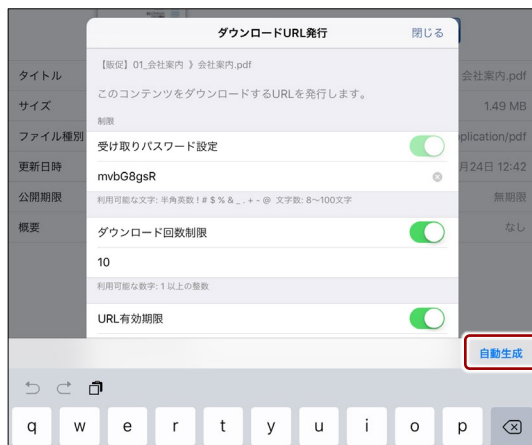 ダウンロードURL発行
閉じる
【販促】01_会社案内 》会社案内.pdf
このコンテンツをダウンロードするURLを発行します。
制限
受け取りパスワード設定
mvbG8gsR
利用可能な文字: 半角英数 ! # $ % & _ . + - @ 文字数: 8〜100文字
ダウンロード回数制限
10
利用可能な数字: 1 以上の整数
URL有効期限
タイトル
会社案内.pdf
サイズ
1.49 MB
ファイル種別
plication/pdf
更新日時
月24日 12:42
公開期限
無期限
概要
なし
自動生成
q w e r t y u i o p